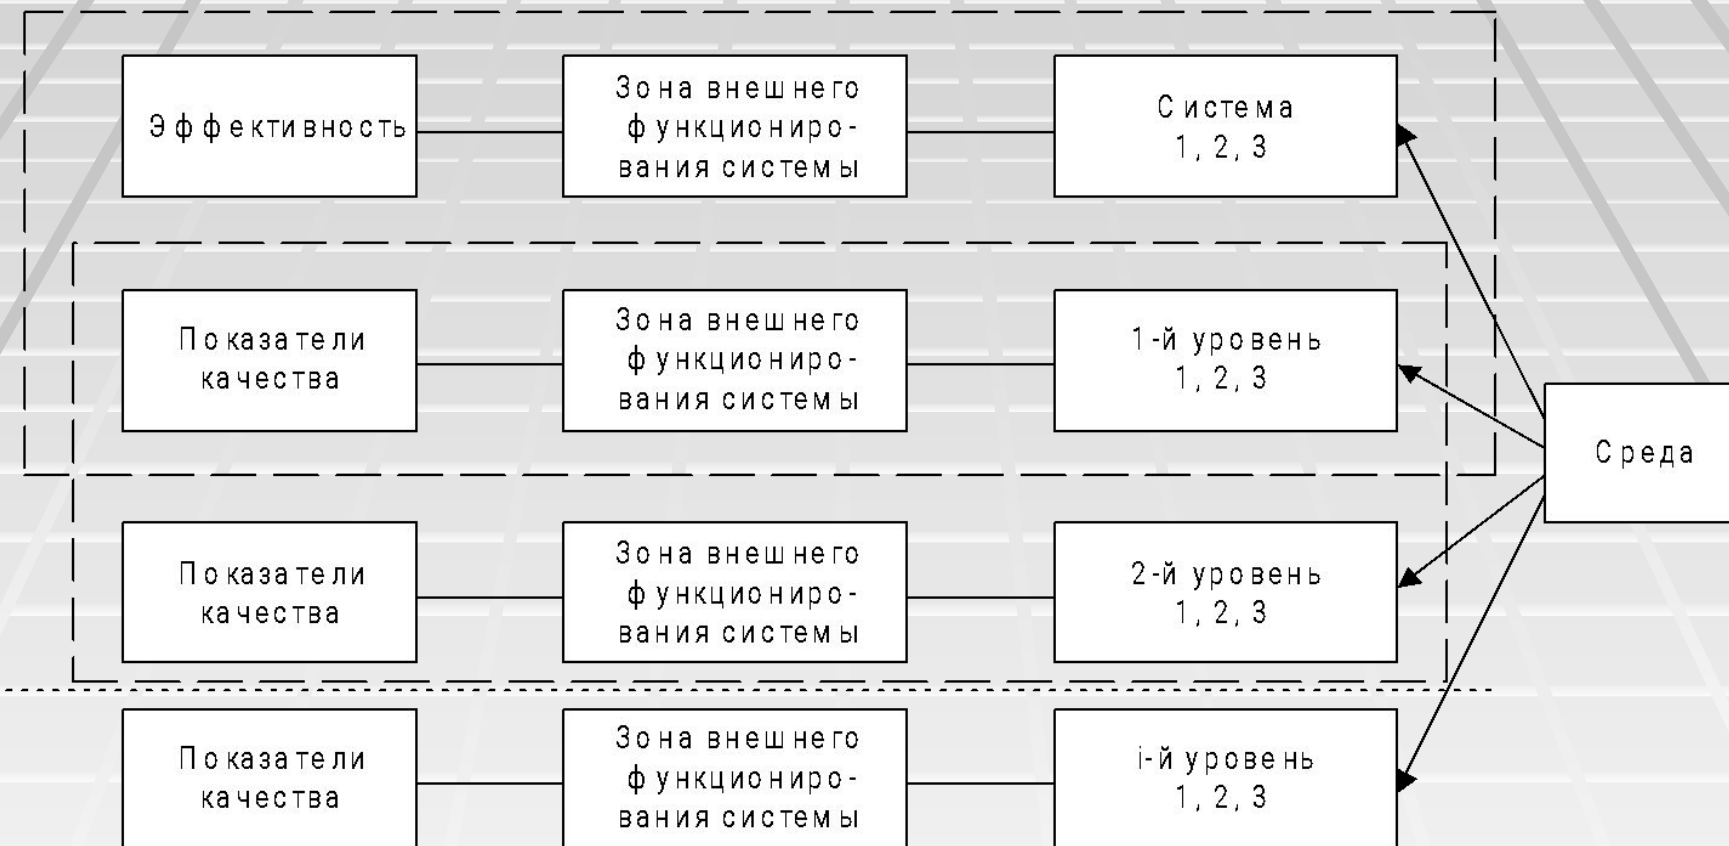 Эффективность
Зона внешнего
функциониро-
вания системы
Система
1, 2, 3
Показатели
качества
Зона внешнего
функциониро-
вания системы
1-й уровень
1, 2, 3
Среда
Показатели
качества
Зона внешнего
функциониро-
вания системы
2-й уровень
1, 2, 3
Показатели
качества
Зона внешнего
функциониро-
вания системы
i-й уровень
1, 2, 3